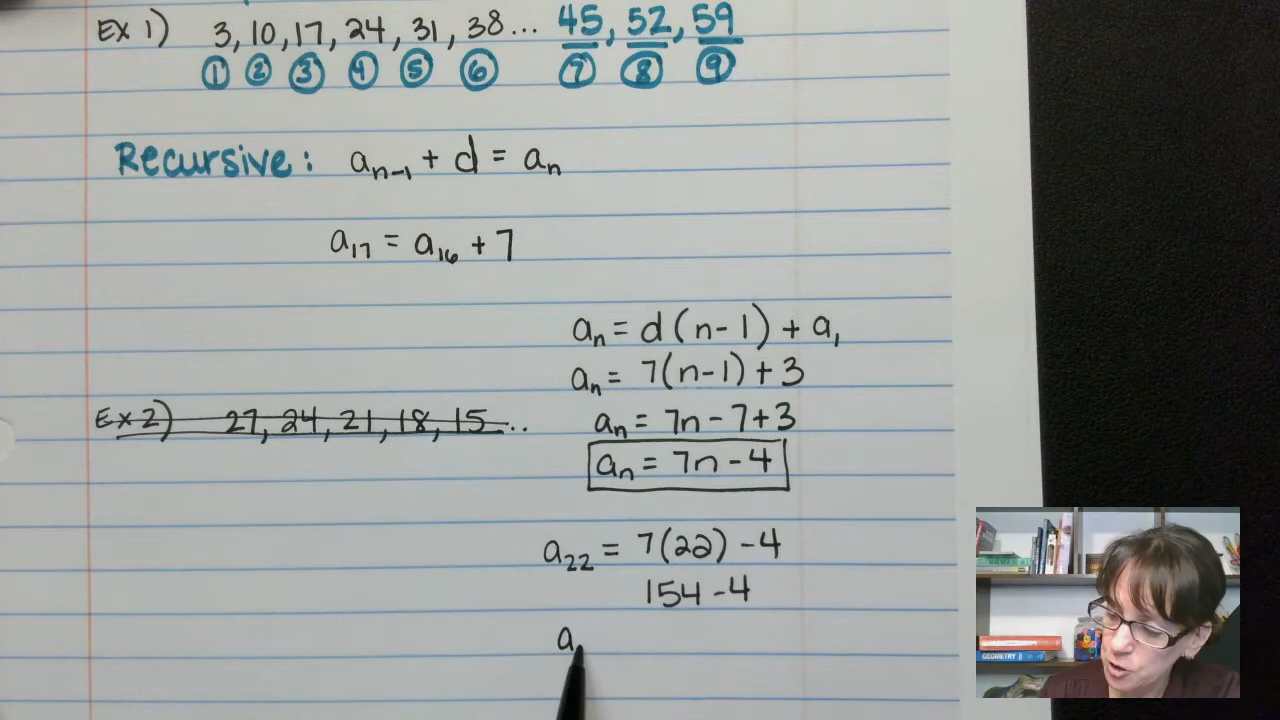 EX 1) 3, 10, 17, 24, 31, 38... 45, 52, 59
① ② ③ ④ ⑤ ⑥ ⑦ ⑧ ⑨
Recursive: aₙ₋₁ + d = aₙ
a₁₇ = a₁₆ + 7
aₙ = d(n-1) + a₁
aₙ = 7(n-1) + 3
Ex 2) 27, 24, 21, 18, 15...
aₙ = 7n - 7 + 3
aₙ = 7n - 4
a₂₂ = 7(22) - 4
154 - 4
a
GEOMETRY